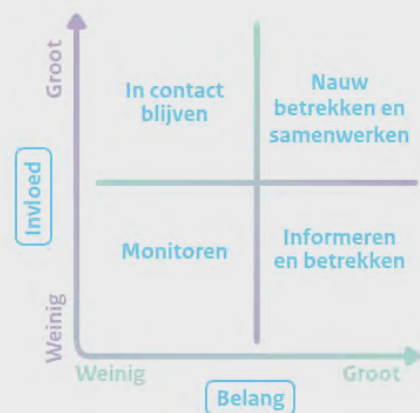 Groot
In contact
blijven
Nauw
betrekken en
samenwerken
Invloed
Monitoren
Informeren
en betrekken
Weinig
Weinig
Groot
Belang